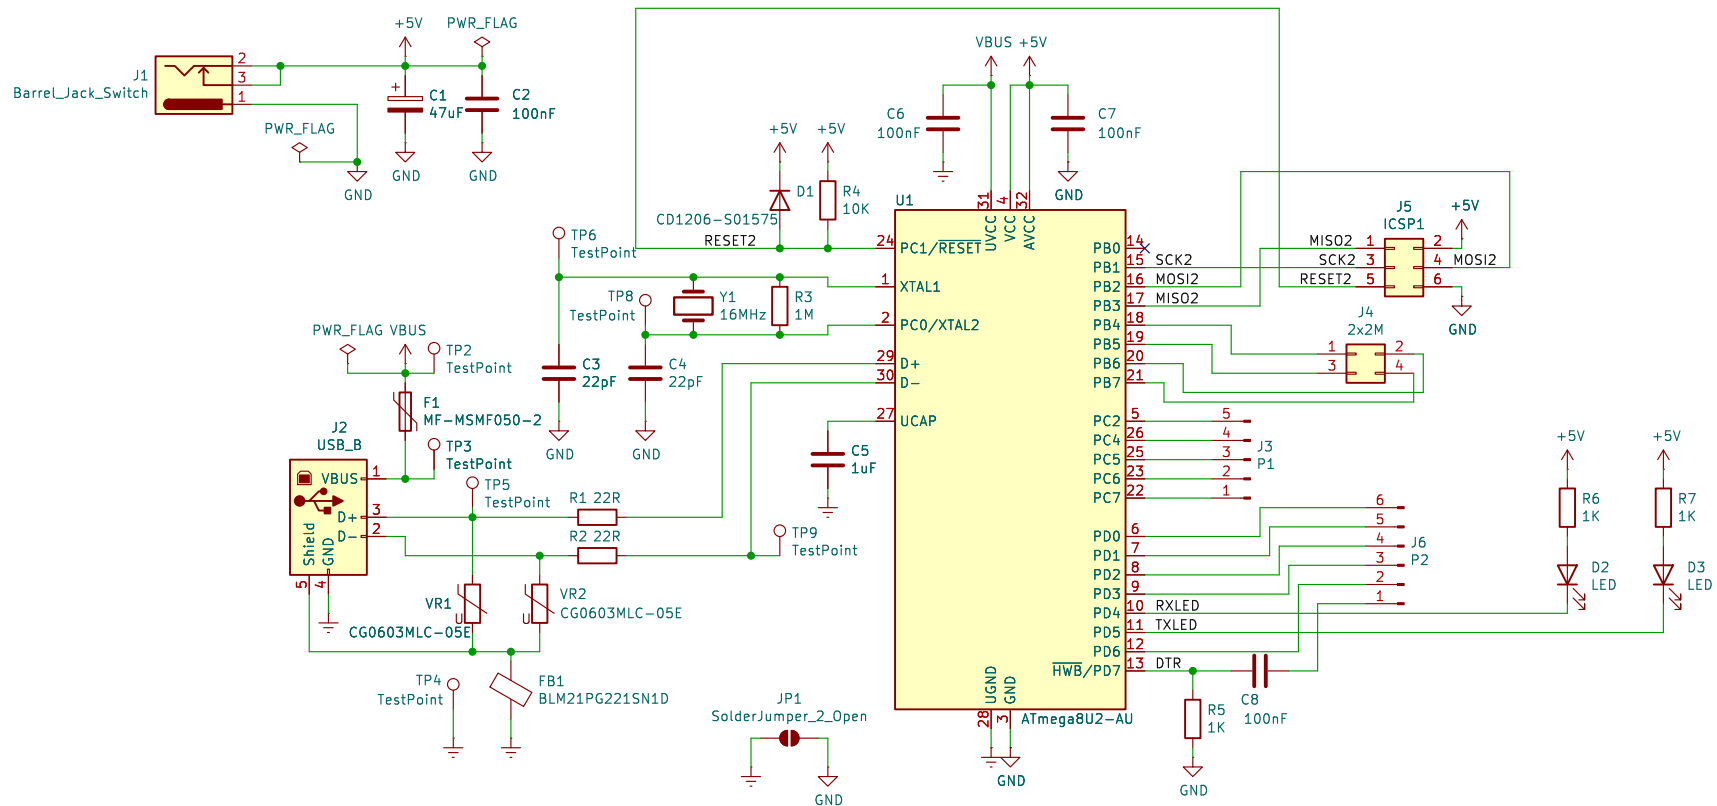 +5V
PWR_FLAG
J1
Barrel_Jack_Switch
2
3
1
+
C1
47uF
C2
100nF
PWR_FLAG
GND
GND
GND
VBUS
+5V
C6
100nF
C7
100nF
GND
+5V
+5V
D1
CD1206-S01575
R4
10K
RESET2
TP6
TestPoint
TP8
TestPoint
Y1
16MHz
R3
1M
C3
22pF
C4
22pF
GND
GND
PWR_FLAG
VBUS
TP2
TestPoint
F1
MF-MSMF050-2
J2
USB_B
VBUS
D+
D-
Shield
GND
1
3
2
5
4
TP3
TestPoint
TP5
TestPoint
R1 22R
R2 22R
TP9
TestPoint
C5
1uF
VR1
U
CG0603MLC-05E
VR2
U
CG0603MLC-05E
TP4
TestPoint
FB1
BLM21PG221SN1D
JP1
SolderJumper_2_Open
GND
U1
ATmega8U2-AU
31
4
32
UVCC
VCC
AVCC
24
PC1/RESET
1
XTAL1
2
PC0/XTAL2
29
D+
30
D-
27
UCAP
UGND
GND
28
3
GND
PB0
14
PB1
15
SCK2
PB2
16
MOSI2
PB3
17
MISO2
PB4
18
PB5
19
PB6
20
PB7
21
PC2
5
PC4
26
PC5
25
PC6
23
PC7
22
PD0
6
PD1
7
PD2
8
PD3
9
PD4
10
RXLED
PD5
11
TXLED
PD6
12
HWB/PD7
13
DTR
J5
ICSP1
MISO2
1
SCK2
3
RESET2
5
2
4
MOSI2
6
+5V
GND
J4
2x2M
1
3
2
4
5
4
3
2
1
J3
P1
6
5
4
3
2
1
J6
P2
C8
100nF
R5
1K
GND
+5V
R6
1K
D2
LED
+5V
R7
1K
D3
LED